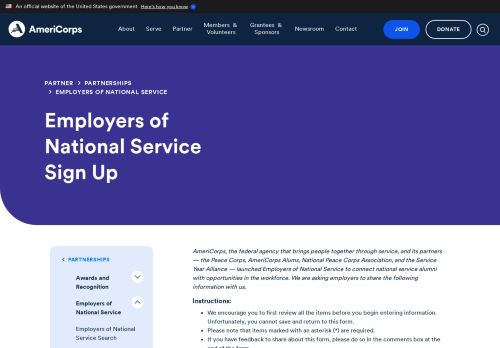 An official website of the United States government Here's how you know
AmeriCorps
About Serve Partner Members & Volunteers Grantees & Sponsors Newsroom Contact JOIN DONATE
PARTNER > PARTNERSHIPS
> EMPLOYERS OF NATIONAL SERVICE
Employers of
National Service
Sign Up
< PARTNERSHIPS
Awards and
Recognition
Employers of
National Service
Employers of National
Service Search
AmeriCorps, the federal agency that brings people together through service, and its partners
— the Peace Corps, AmeriCorps Alums, National Peace Corps Association, and the Service
Year Alliance — launched Employers of National Service to connect national service alumni
with opportunities in the workforce. We are asking employers to share the following
information with us.
Instructions:
• We encourage you to first review all the items before you begin entering information.
Unfortunately, you cannot save and return to this form.
• Please note that items marked with an asterisk (*) are required.
• If you have feedback to share about this form, please do so in the comments box at the